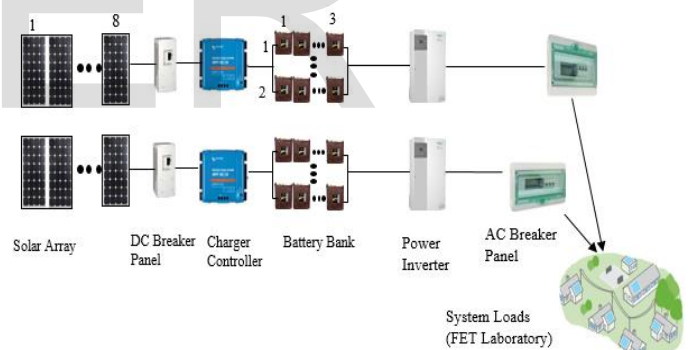 1 8 1 3
1
2
Solar Array
DC Breaker
Panel
Charger
Controller
Battery Bank
Power
Inverter
AC Breaker
Panel
System Loads
(FET Laboratory)
ER